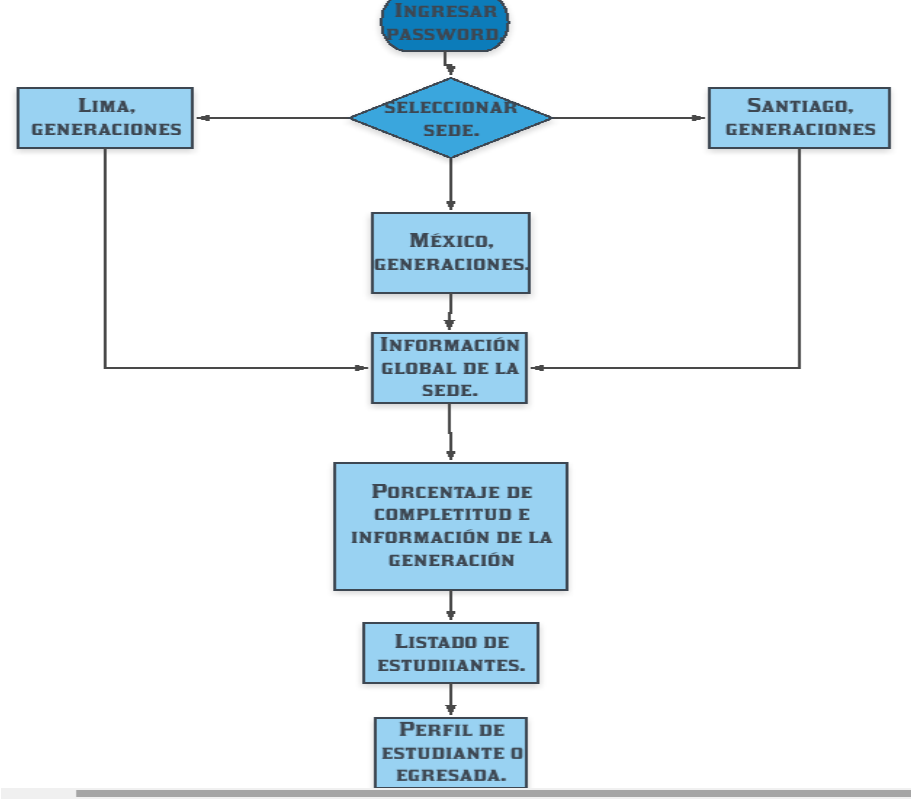 Ingresar
password.
seleccionar
sede.
Lima,
generaciones
Santiago,
generaciones
México,
generaciones.
Información
global de la
sede.
Porcentaje de
completitud e
información de la
generación
Listado de
estudiiantes.
Perfil de
estudiante o
egresada.